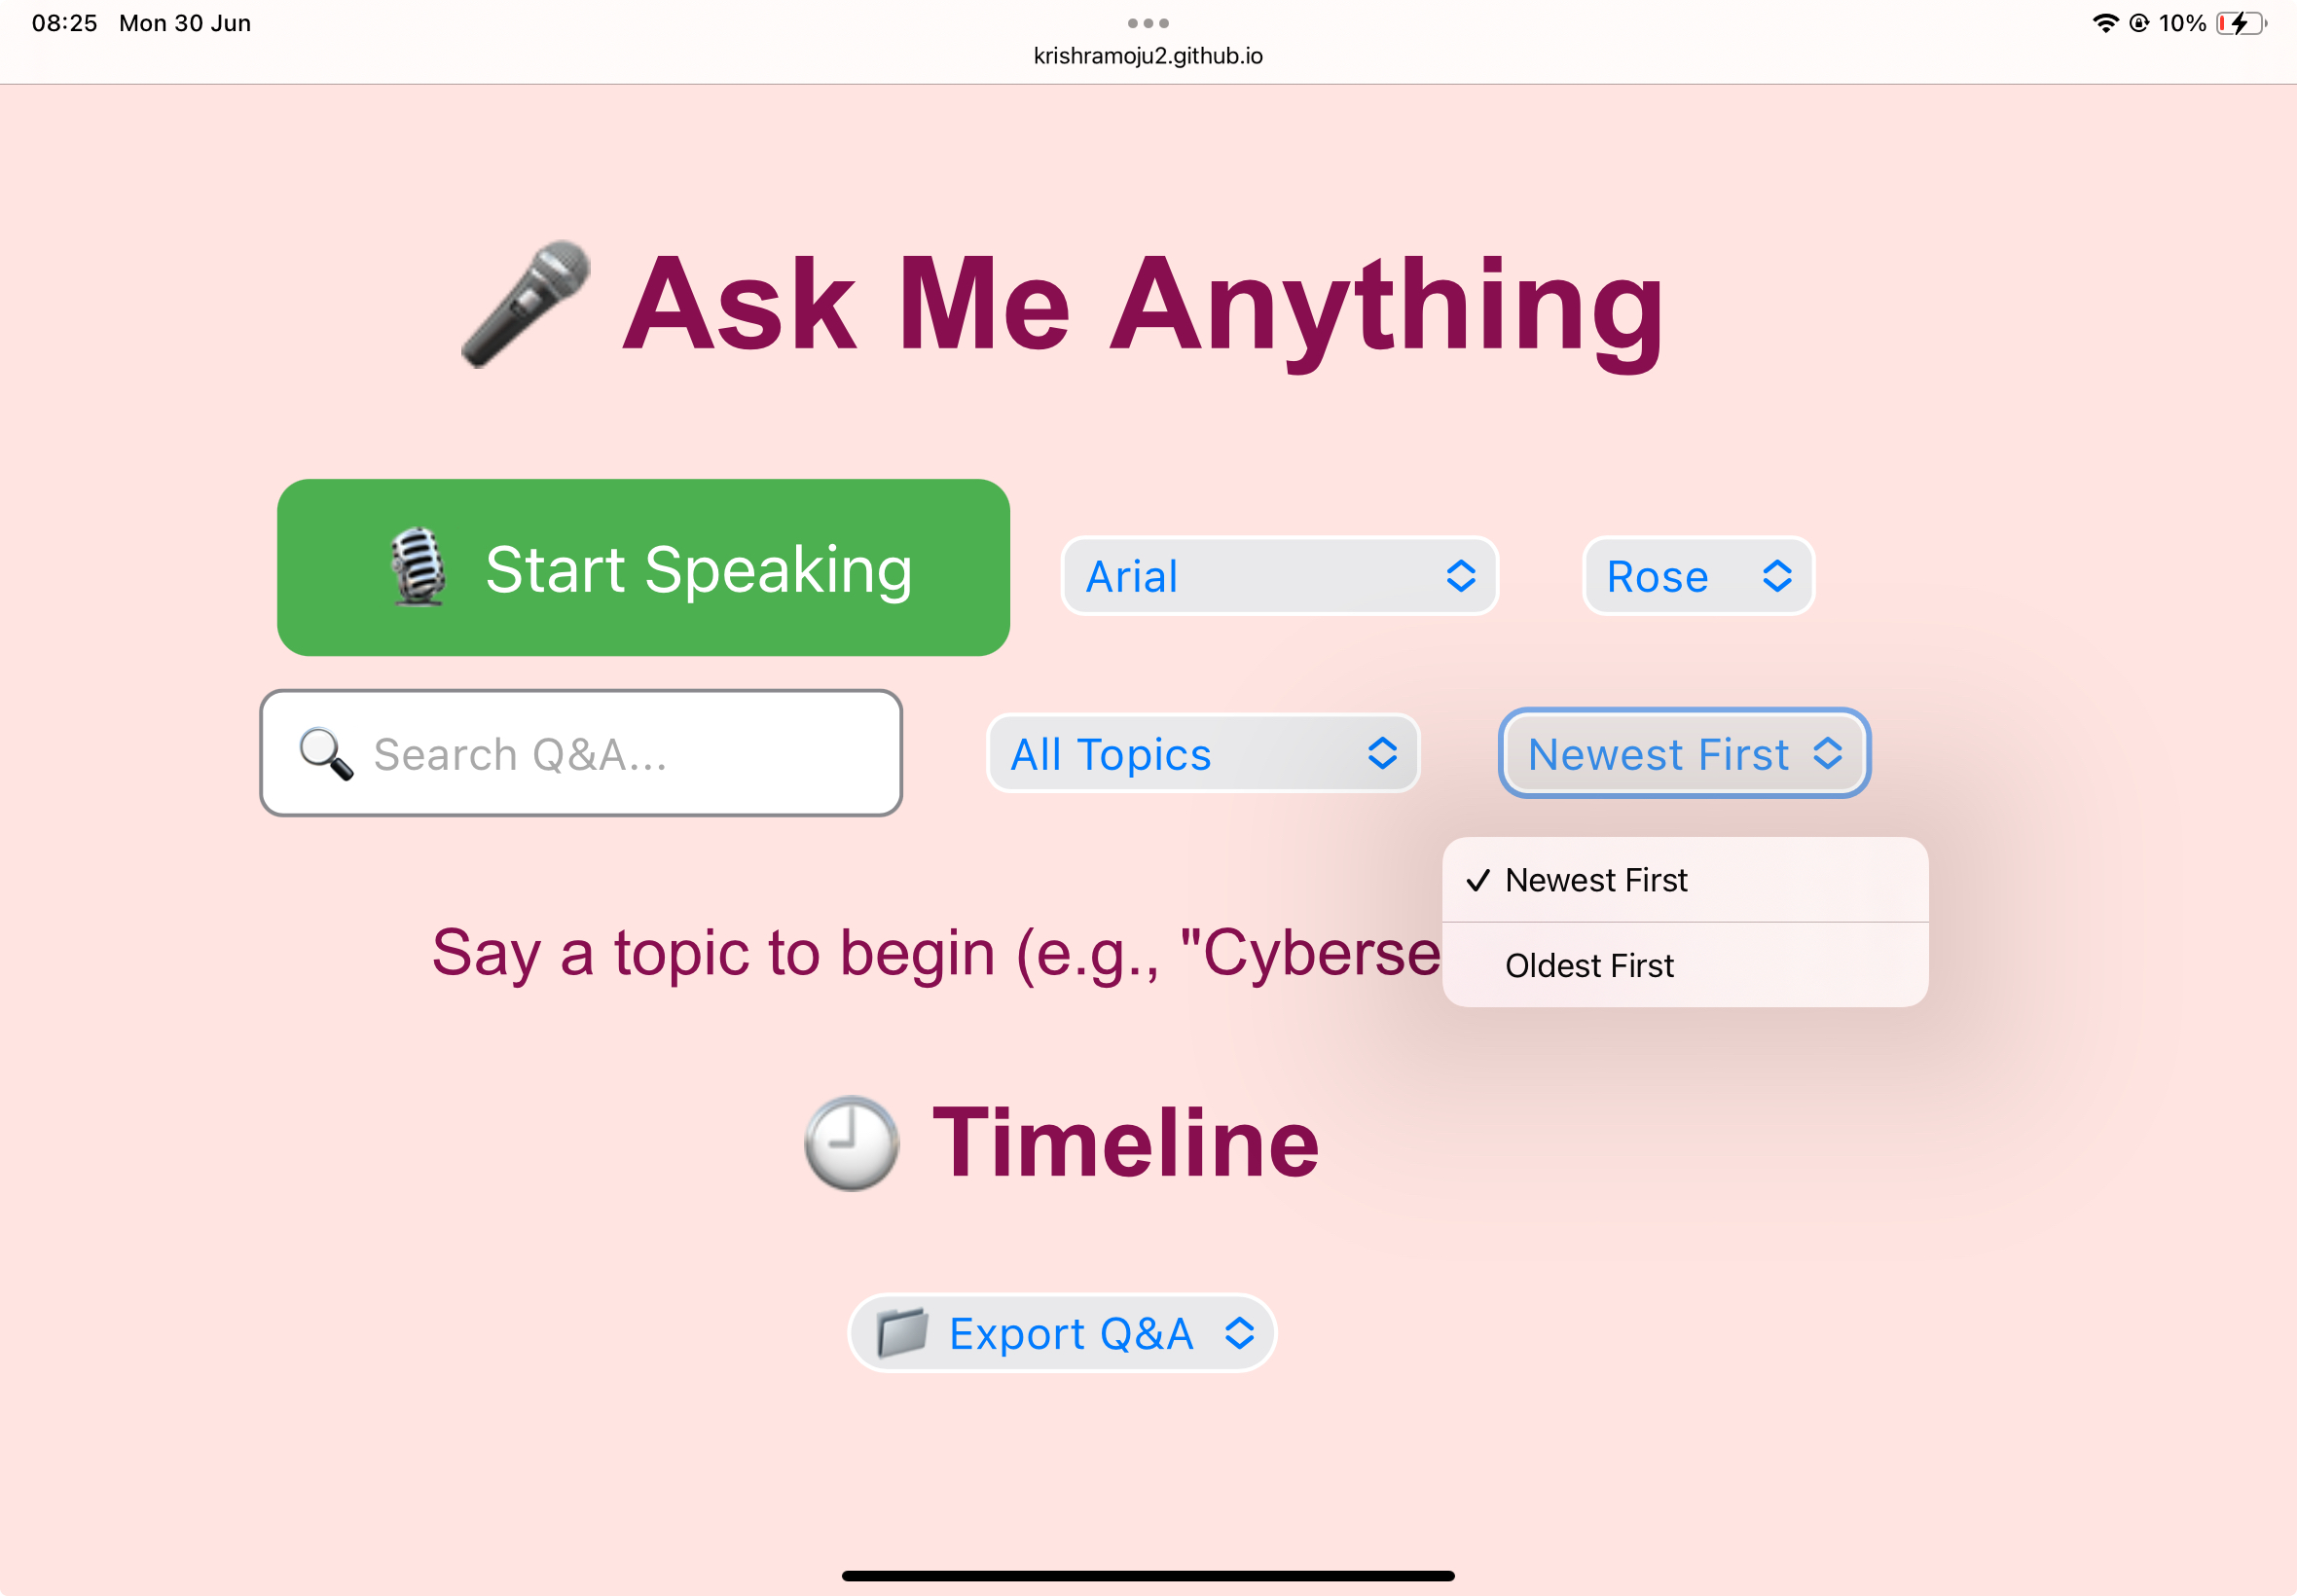 08:25 Mon 30 Jun
10%
krishramoju2.github.io
Ask Me Anything
Start Speaking
Arial
Rose
Search Q&A...
All Topics
Newest First
Newest First
Say a topic to begin (e.g., "Cyberse
Oldest First
Timeline
Export Q&A